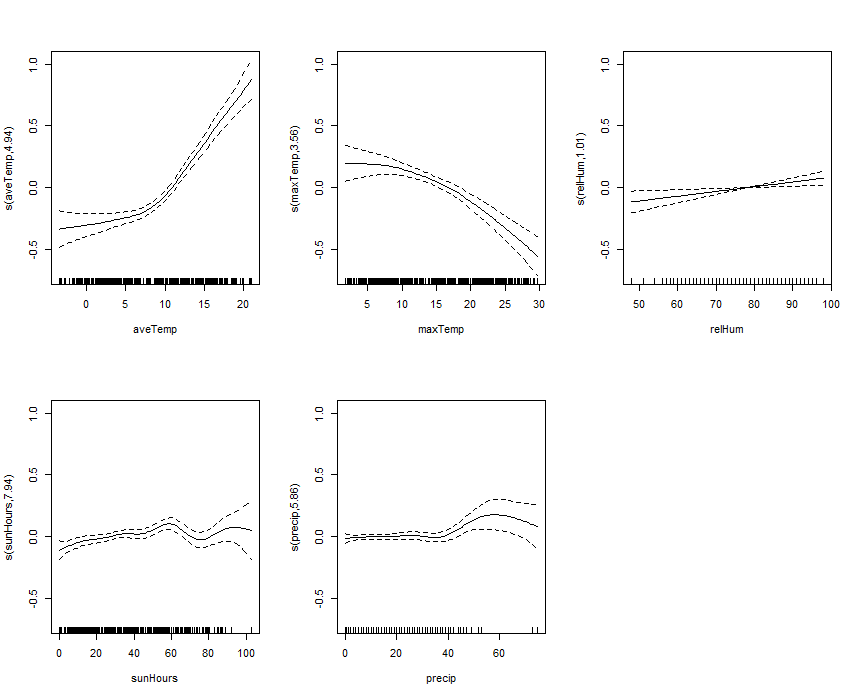 1.0
0.5
0.0
-0.5
s(aveTemp,4.94)
0 5 10 15 20
aveTemp
1.0
0.5
0.0
-0.5
s(maxTemp,3.56)
5 10 15 20 25 30
maxTemp
1.0
0.5
0.0
-0.5
s(relHum,1.01)
50 60 70 80 90 100
relHum
1.0
0.5
0.0
-0.5
s(sunHours,7.94)
0 20 40 60 80 100
sunHours
1.0
0.5
0.0
-0.5
s(precip,5.86)
0 20 40 60
precip